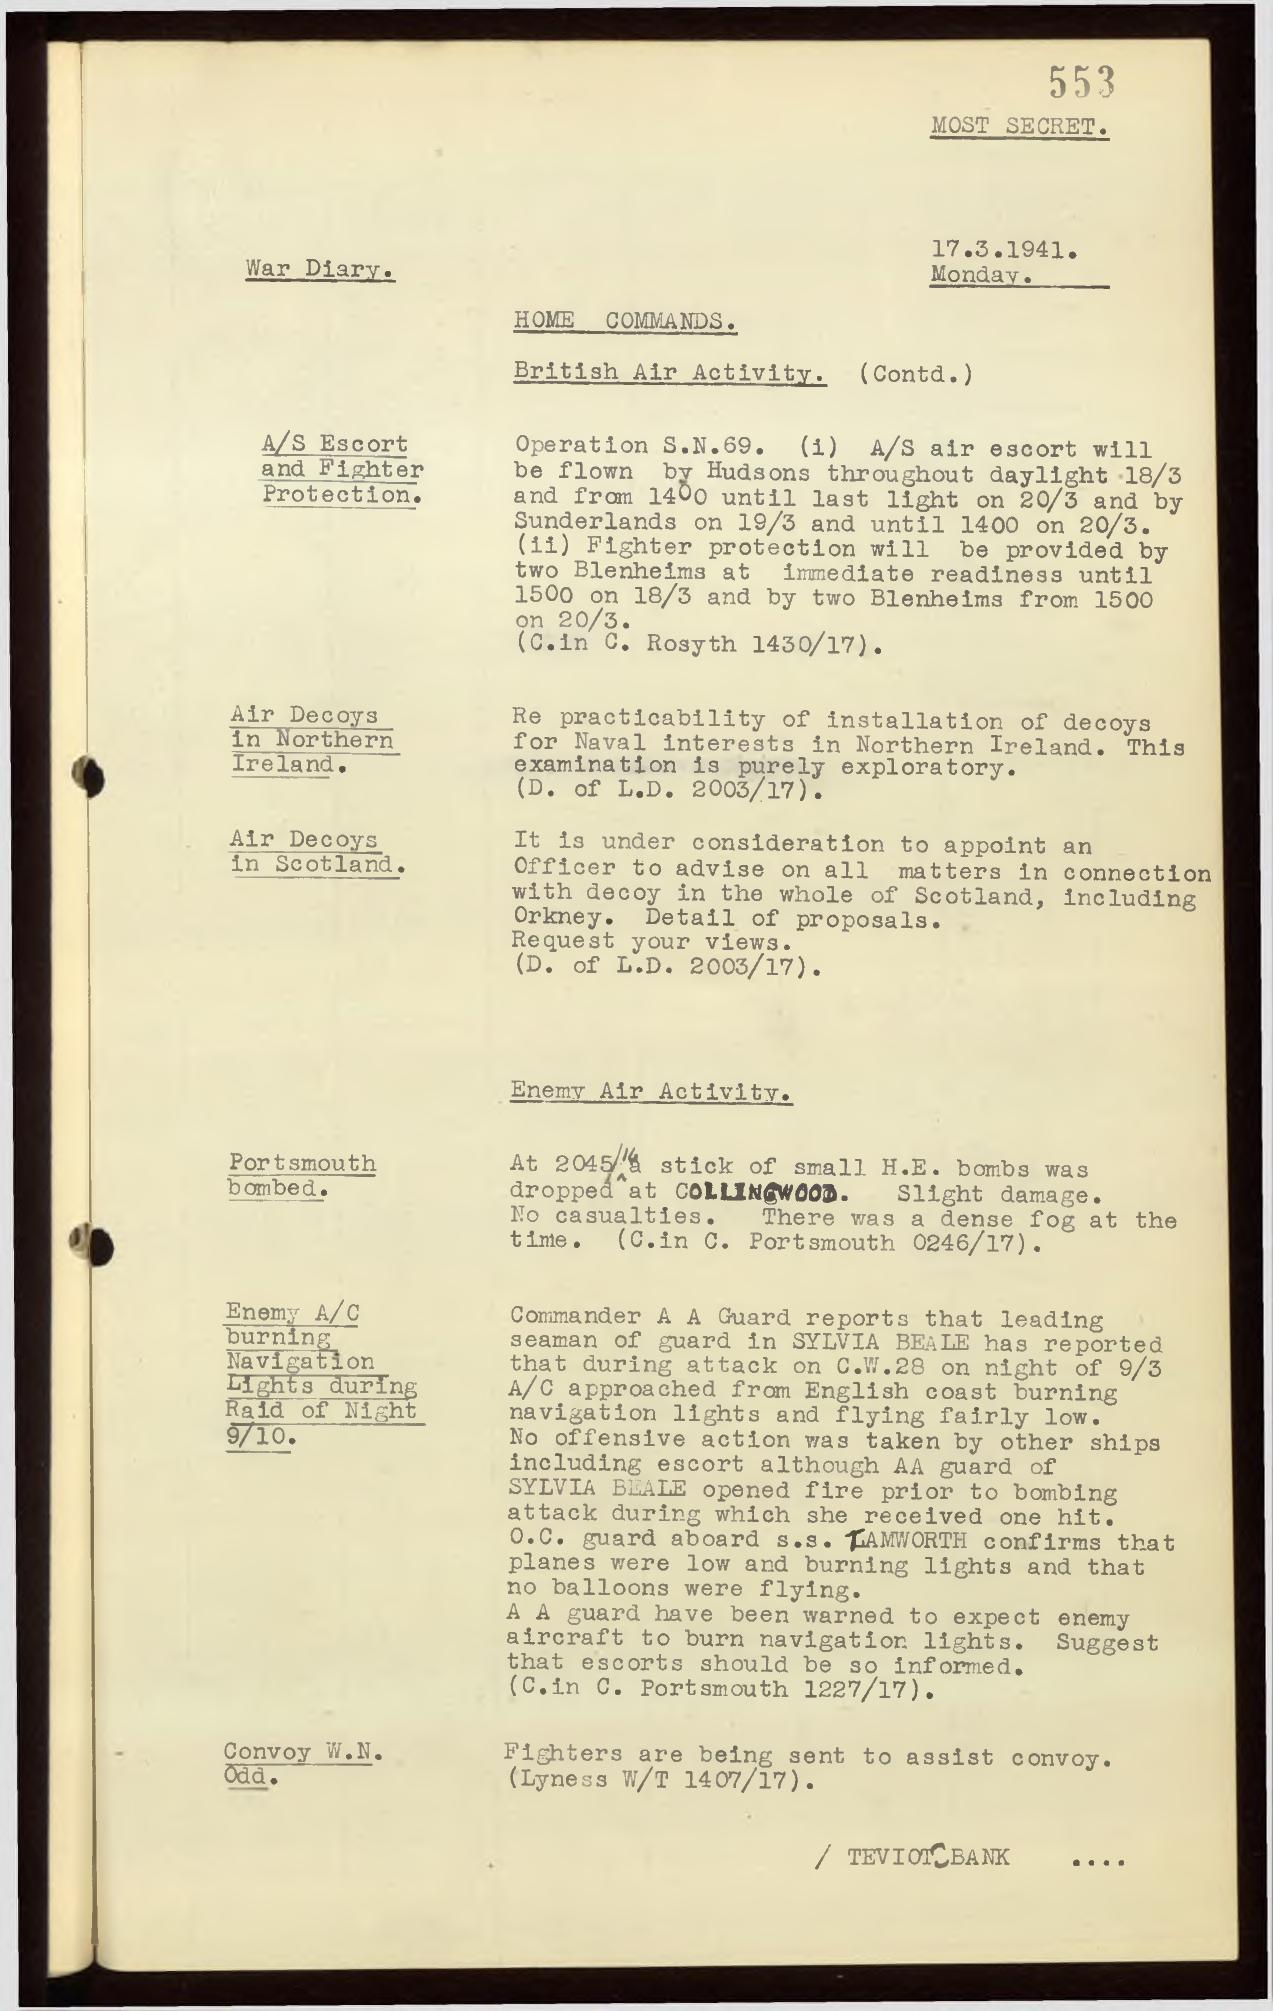 553
MOST SECRET.
17.3.1941.
War Diary.
Monday.
HOME COMMANDS.
British Air Activity. (Contd.)
A/S Escort
and Fighter
Protection.
Operation S.N.69. (i) A/S air escort will
be flown by Hudsons throughout daylight 18/3
and from 1400 until last light on 20/3 and by
Sunderlands on 19/3 and until 1400 on 20/3.
(ii) Fighter protection will be provided by
two Blenheims at immediate readiness until
1500 on 18/3 and by two Blenheims from 1500
on 20/3.
(C.in C. Rosyth 1430/17).
Air Decoys
in Northern
Ireland.
Re practicability of installation of decoys
for Naval interests in Northern Ireland. This
examination is purely exploratory.
(D. of L.D. 2003/17).
Air Decoys
in Scotland.
It is under consideration to appoint an
Officer to advise on all matters in connection
with decoy in the whole of Scotland, including
Orkney. Detail of proposals.
Request your views.
(D. of L.D. 2003/17).
Enemy Air Activity.
Portsmouth
bombed.
At 2045/16 a stick of small H.E. bombs was
dropped at COLLINGWOOD. Slight damage.
No casualties. There was a dense fog at the
time. (C.in C. Portsmouth 0246/17).
Enemy A/C
burning
Navigation
Lights during
Raid of Night
9/10.
Commander A A Guard reports that leading
seaman of guard in SYLVIA BEALE has reported
that during attack on C.W.28 on night of 9/3
A/C approached from English coast burning
navigation lights and flying fairly low.
No offensive action was taken by other ships
including escort although AA guard of
SYLVIA BEALE opened fire prior to bombing
attack during which she received one hit.
O.C. guard aboard s.s. TAMWORTH confirms that
planes were low and burning lights and that
no balloons were flying.
A A guard have been warned to expect enemy
aircraft to burn navigation lights. Suggest
that escorts should be so informed.
(C.in C. Portsmouth 1227/17).
Convoy W.N.
Odd.
Fighters are being sent to assist convoy.
(Lyness W/T 1407/17).
/ TEVIOTBANK ....